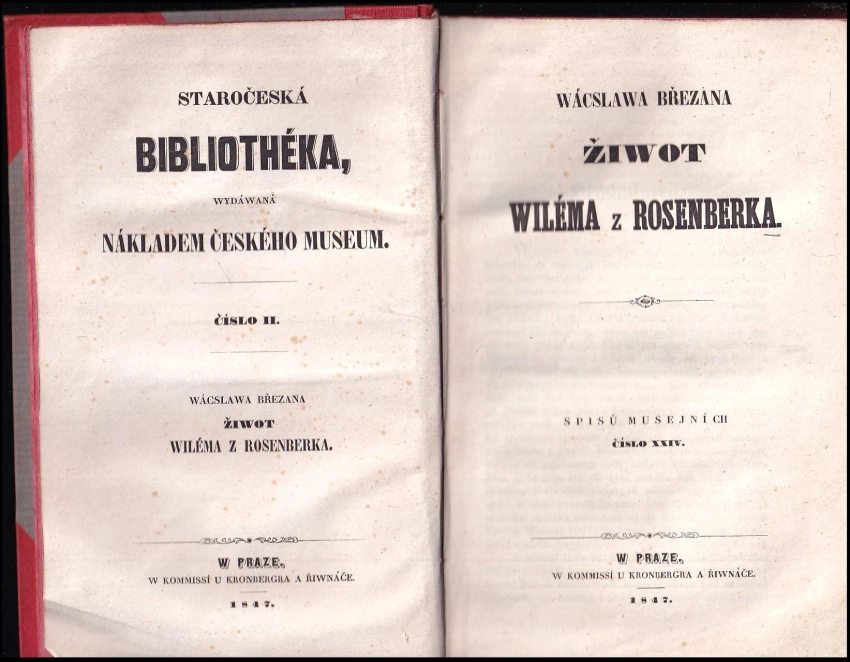 STAROČESKÁ
BIBLIOTHÉKA,
WYDÁWANÁ
NÁKLADEM ČESKÉHO MUSEUM.
ČÍSLO II.
WÁCSLAWA BŘEZANA
ŽIWOT
WILÉMA Z ROSENBERKA.
W PRAZE,
W KOMMISSÍ U KRONBERGRA A ŘIWNÁČE.
1847.
WÁCSLAWA BŘEZANA
ŽIWOT
WILÉMA z ROSENBERKA.
SPISŮ MUSEJNÍCH
ČÍSLO XXIV.
W PRAZE,
W KOMMISSÍ U KRONBERGRA A ŘIWNÁČE.
1847.